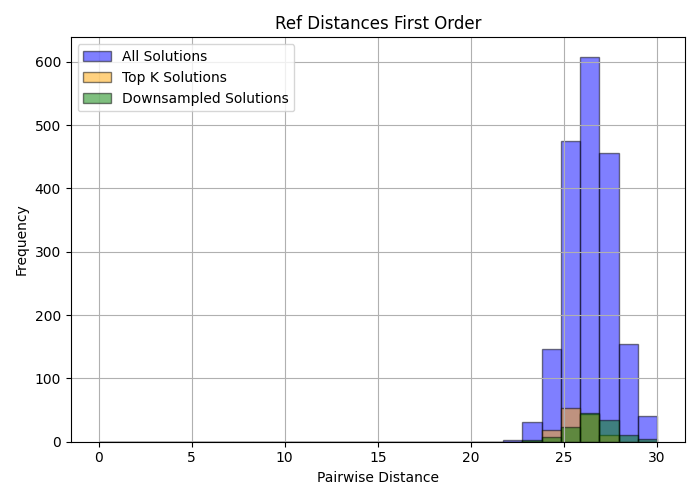 Ref Distances First Order
All Solutions
Top K Solutions
Downsampled Solutions
Frequency
600
500
400
300
200
100
0
0 5 10 15 20 25 30
Pairwise Distance